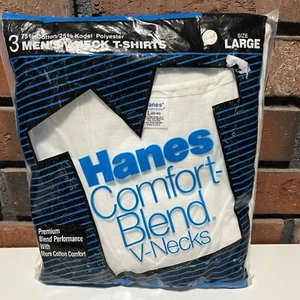 3 75% Cotton/25% Kodel Polyester
MEN'S V-NECK T-SHIRTS
SIZE
LARGE
Hanes
L
Hanes
Comfort-
Blend®
V-Necks
Premium
Blend Performance
With
More Cotton Comfort